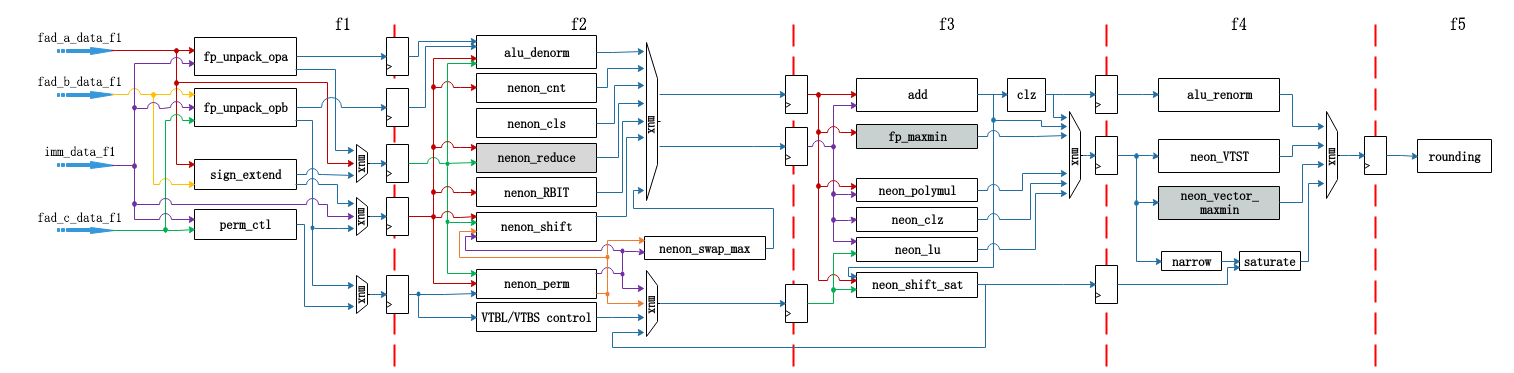 f1
f2
f3
f4
f5
fad_a_data_f1
fad_b_data_f1
imm_data_f1
fad_c_data_f1
fp_unpack_opa
fp_unpack_opb
sign_extend
perm_ctl
mux
mux
mux
alu_denorm
nenon_cnt
nenon_cls
nenon_reduce
nenon_RBIT
nenon_shift
nenon_swap_max
nenon_perm
VTBL/VTBS control
mux
mux
add
clz
fp_maxmin
neon_polymul
neon_clz
neon_lu
neon_shift_sat
mux
alu_renorm
neon_VTST
neon_vector_
maxmin
narrow
saturate
mux
rounding